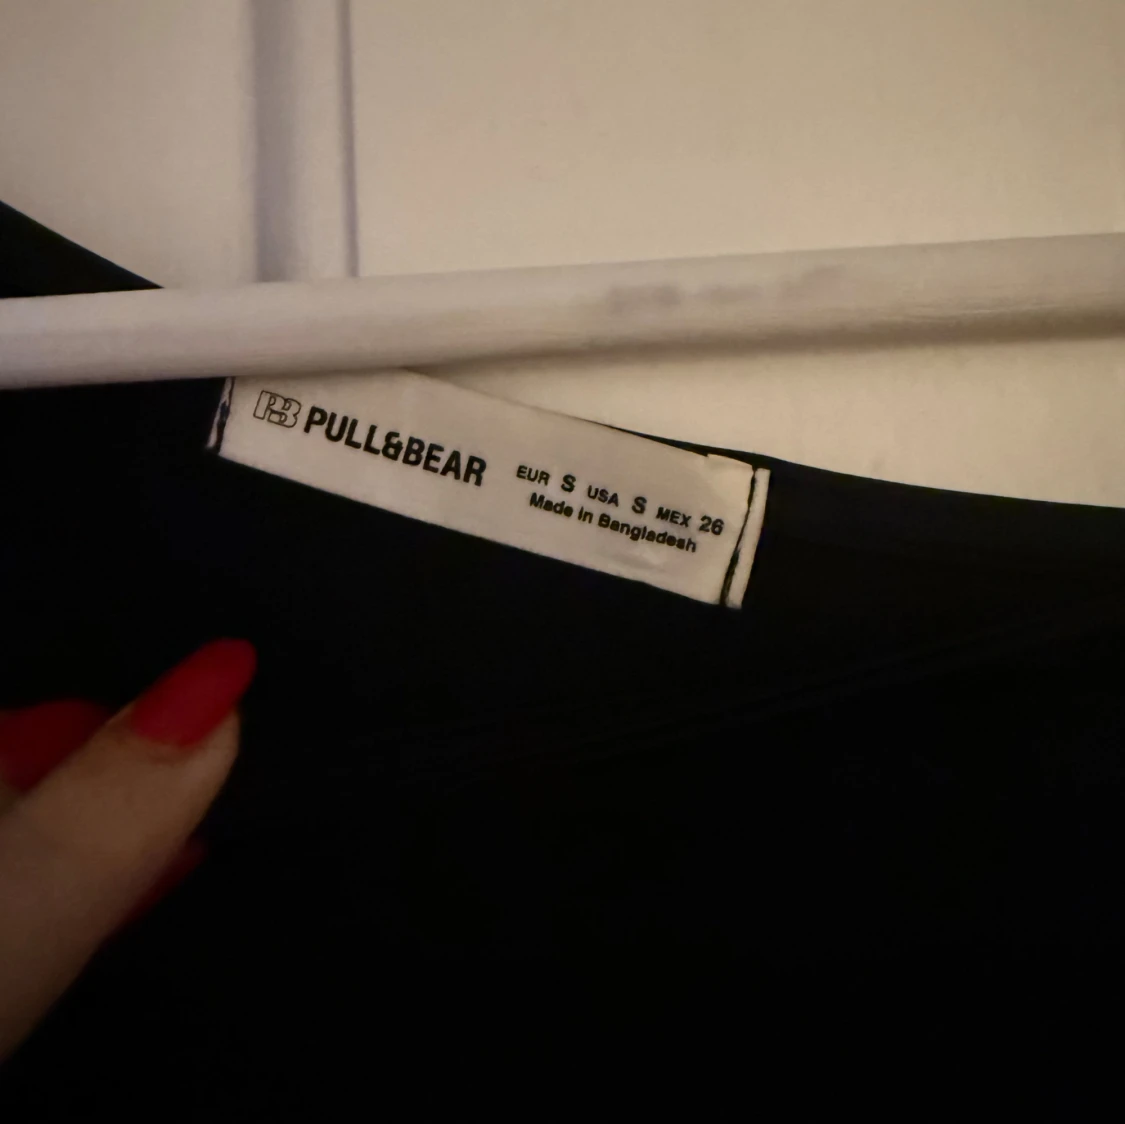 PB PULL&BEAR
EUR S USA S MEX 26
Made in Bangladesh